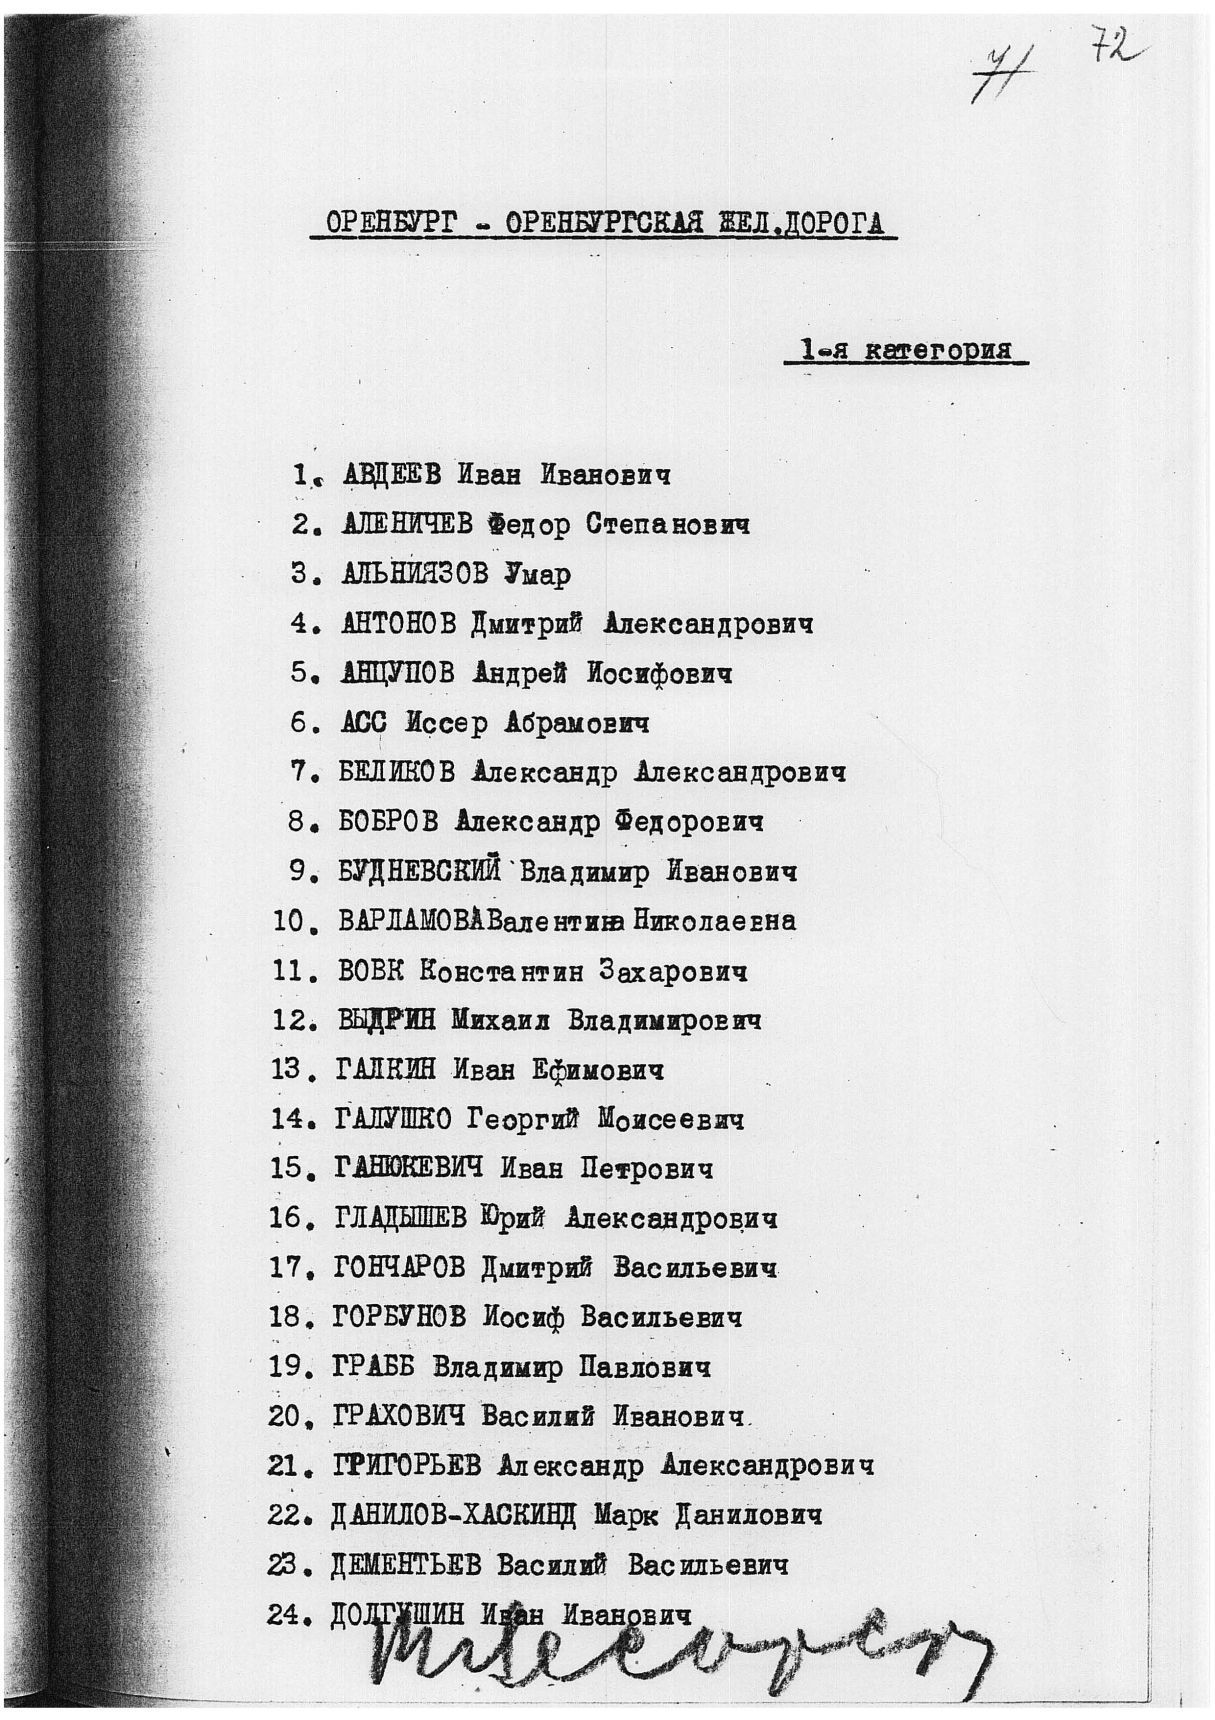 71 72
ОРЕНБУРГ - ОРЕНБУРГСКАЯ ЖЕЛ.ДОРОГА
1-я категория
1. АВДЕЕВ Иван Иванович
2. АЛЕНИЧЕВ Федор Степанович
3. АЛЬНИЯЗОВ Умар
4. АНТОНОВ Дмитрий Александрович
5. АНЦУПОВ Андрей Иосифович
6. АСС Иссер Абрамович
7. БЕЛИКОВ Александр Александрович
8. БОБРОВ Александр Федорович
9. БУДНЕВСКИЙ Владимир Иванович
10. ВАРЛАМОВА Валентина Николаевна
11. ВОВК Константин Захарович
12. ВЫДРИН Михаил Владимирович
13. ГАЛКИН Иван Ефимович
14. ГАЛУШКО Георгий Моисеевич
15. ГАНЮКЕВИЧ Иван Петрович
16. ГЛАДЫШЕВ Юрий Александрович
17. ГОНЧАРОВ Дмитрий Васильевич
18. ГОРБУНОВ Иосиф Васильевич
19. ГРАББ Владимир Павлович
20. ГРАХОВИЧ Василий Иванович
21. ГРИГОРЬЕВ Александр Александрович
22. ДАНИЛОВ-ХАСКИНД Марк Данилович
23. ДЕМЕНТЬЕВ Василий Васильевич
24. ДОЛГУШИН Иван Иванович